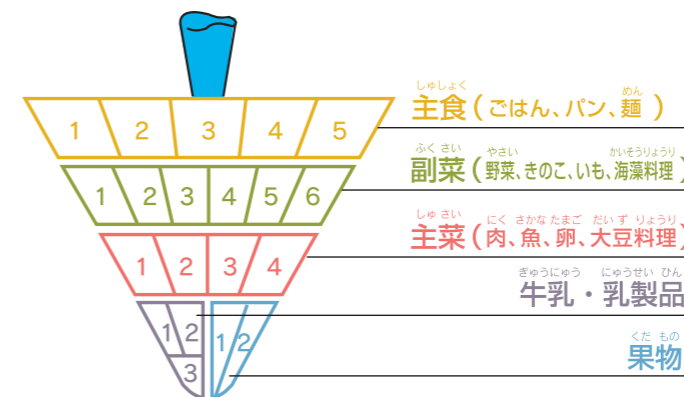 しゅしょく めん
主食(ごはん、パン、麺 )
1 2 3 4 5
ふく さい やさい かいそうりょうり
副菜(野菜、きのこ、いも、海藻料理)
1 2 3 4 5 6
しゅ さい にく さかな たまご だい ず りょうり
主菜(肉、魚、卵、大豆料理)
1 2 3 4
ぎゅうにゅう にゅうせい ひん
牛乳・乳製品
1 2
3
くだ もの
果物
1 2